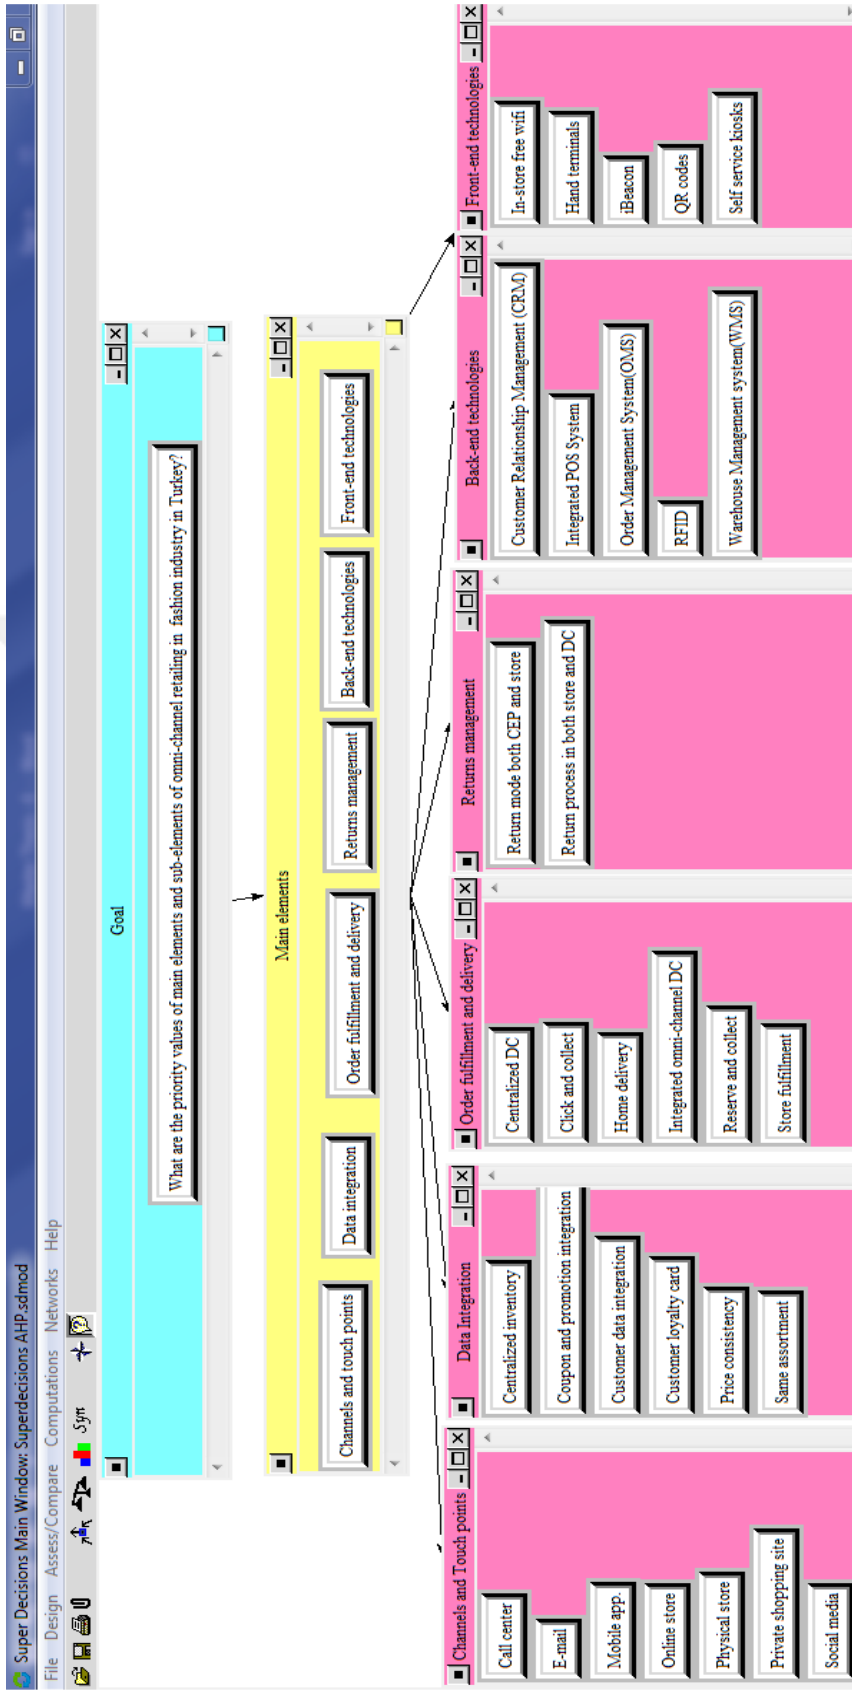 Super Decisions Main Window: Superdecisions AHP.sdmod
File Design Assess/Compare Computations Networks Help
Syn
Goal
What are the priority values of main elements and sub-elements of omni-channel retailing in fashion industry in Turkey?
Main elements
Channels and touch points
Data integration
Order fulfillment and delivery
Returns management
Back-end technologies
Front-end technologies
Channels and Touch points
Call center
E-mail
Mobile app.
Online store
Physical store
Private shopping site
Social media
Data Integration
Centralized inventory
Coupon and promotion integration
Customer data integration
Customer loyalty card
Price consistency
Same assortment
Order fulfillment and delivery
Centralized DC
Click and collect
Home delivery
Integrated omni-channel DC
Reserve and collect
Store fulfillment
Returns management
Return mode both CEP and store
Return process in both store and DC
Back-end technologies
Customer Relationship Management (CRM)
Integrated POS System
Order Management System(OMS)
RFID
Warehouse Management system(WMS)
Front-end technologies
In-store free wifi
Hand terminals
iBeacon
QR codes
Self service kiosks